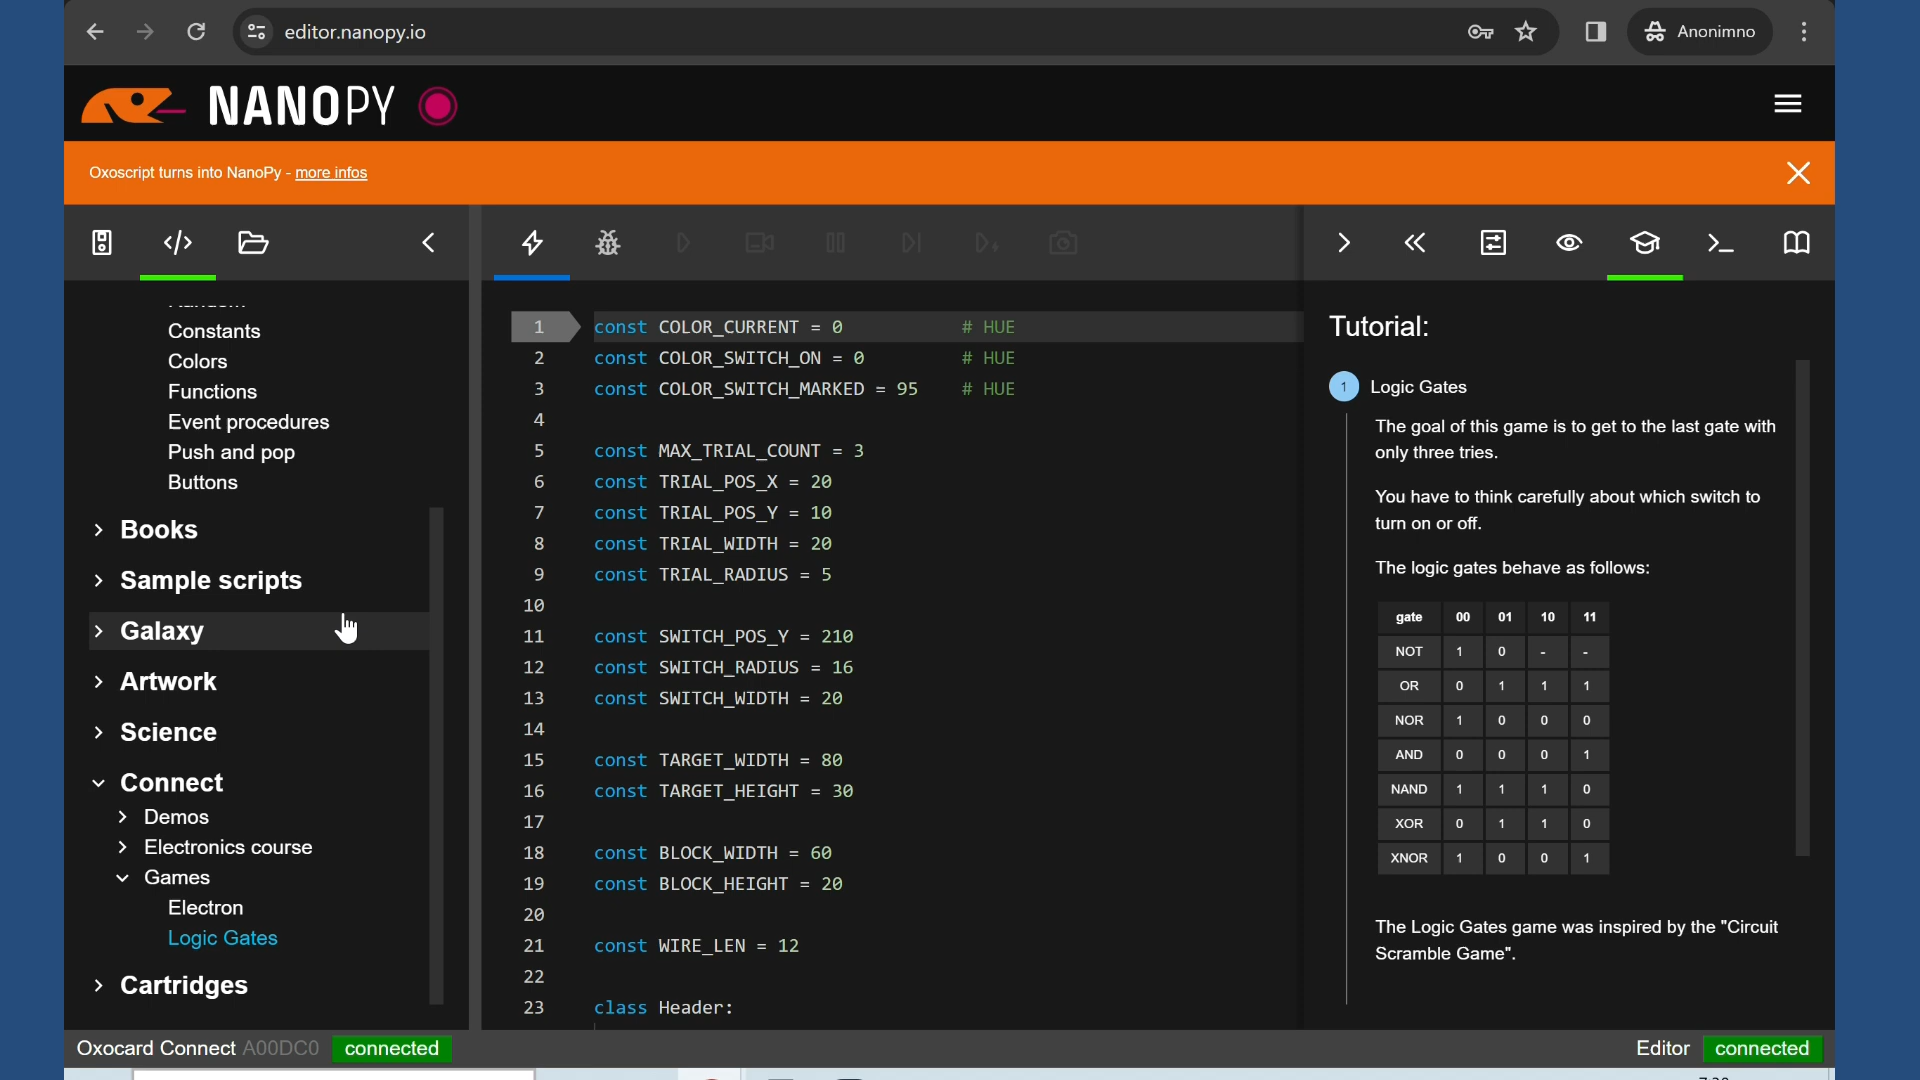 editor.nanopy.io
Anonimno
NANOPY
Oxoscript turns into NanoPy - more infos
Constants
Colors
Functions
Event procedures
Push and pop
Buttons
Books
Sample scripts
Galaxy
Artwork
Science
Connect
Demos
Electronics course
Games
Electron
Logic Gates
Cartridges
1 const COLOR_CURRENT = 0 # HUE
2 const COLOR_SWITCH_ON = 0 # HUE
3 const COLOR_SWITCH_MARKED = 95 # HUE
4
5 const MAX_TRIAL_COUNT = 3
6 const TRIAL_POS_X = 20
7 const TRIAL_POS_Y = 10
8 const TRIAL_WIDTH = 20
9 const TRIAL_RADIUS = 5
10
11 const SWITCH_POS_Y = 210
12 const SWITCH_RADIUS = 16
13 const SWITCH_WIDTH = 20
14
15 const TARGET_WIDTH = 80
16 const TARGET_HEIGHT = 30
17
18 const BLOCK_WIDTH = 60
19 const BLOCK_HEIGHT = 20
20
21 const WIRE_LEN = 12
22
23 class Header:
Tutorial:
1 Logic Gates
The goal of this game is to get to the last gate with
only three tries.
You have to think carefully about which switch to
turn on or off.
The logic gates behave as follows:
gate 00 01 10 11
NOT 1 0 - -
OR 0 1 1 1
NOR 1 0 0 0
AND 0 0 0 1
NAND 1 1 1 0
XOR 0 1 1 0
XNOR 1 0 0 1
The Logic Gates game was inspired by the "Circuit
Scramble Game".
Oxocard Connect A00DC0 connected
Editor connected